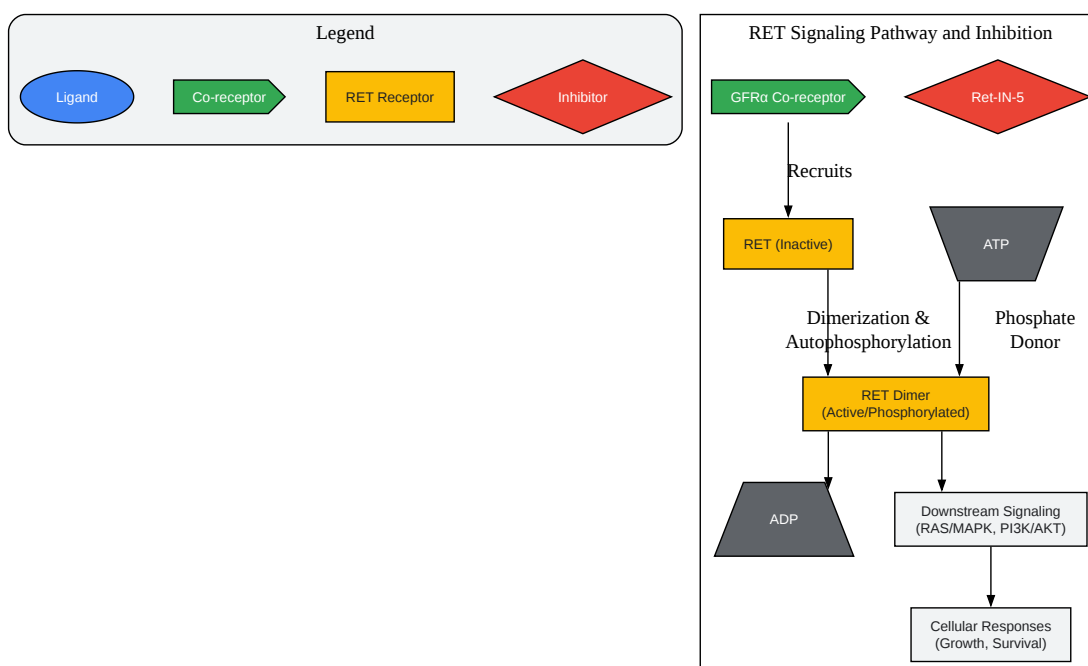 Legend
Ligand
Co-receptor
RET Receptor
Inhibitor
RET Signaling Pathway and Inhibition
GFRα Co-receptor
Ret-IN-5
Recruits
RET (Inactive)
ATP
Dimerization &
Autophosphorylation
Phosphate
Donor
RET Dimer
(Active/Phosphorylated)
ADP
Downstream Signaling
(RAS/MAPK, PI3K/AKT)
Cellular Responses
(Growth, Survival)